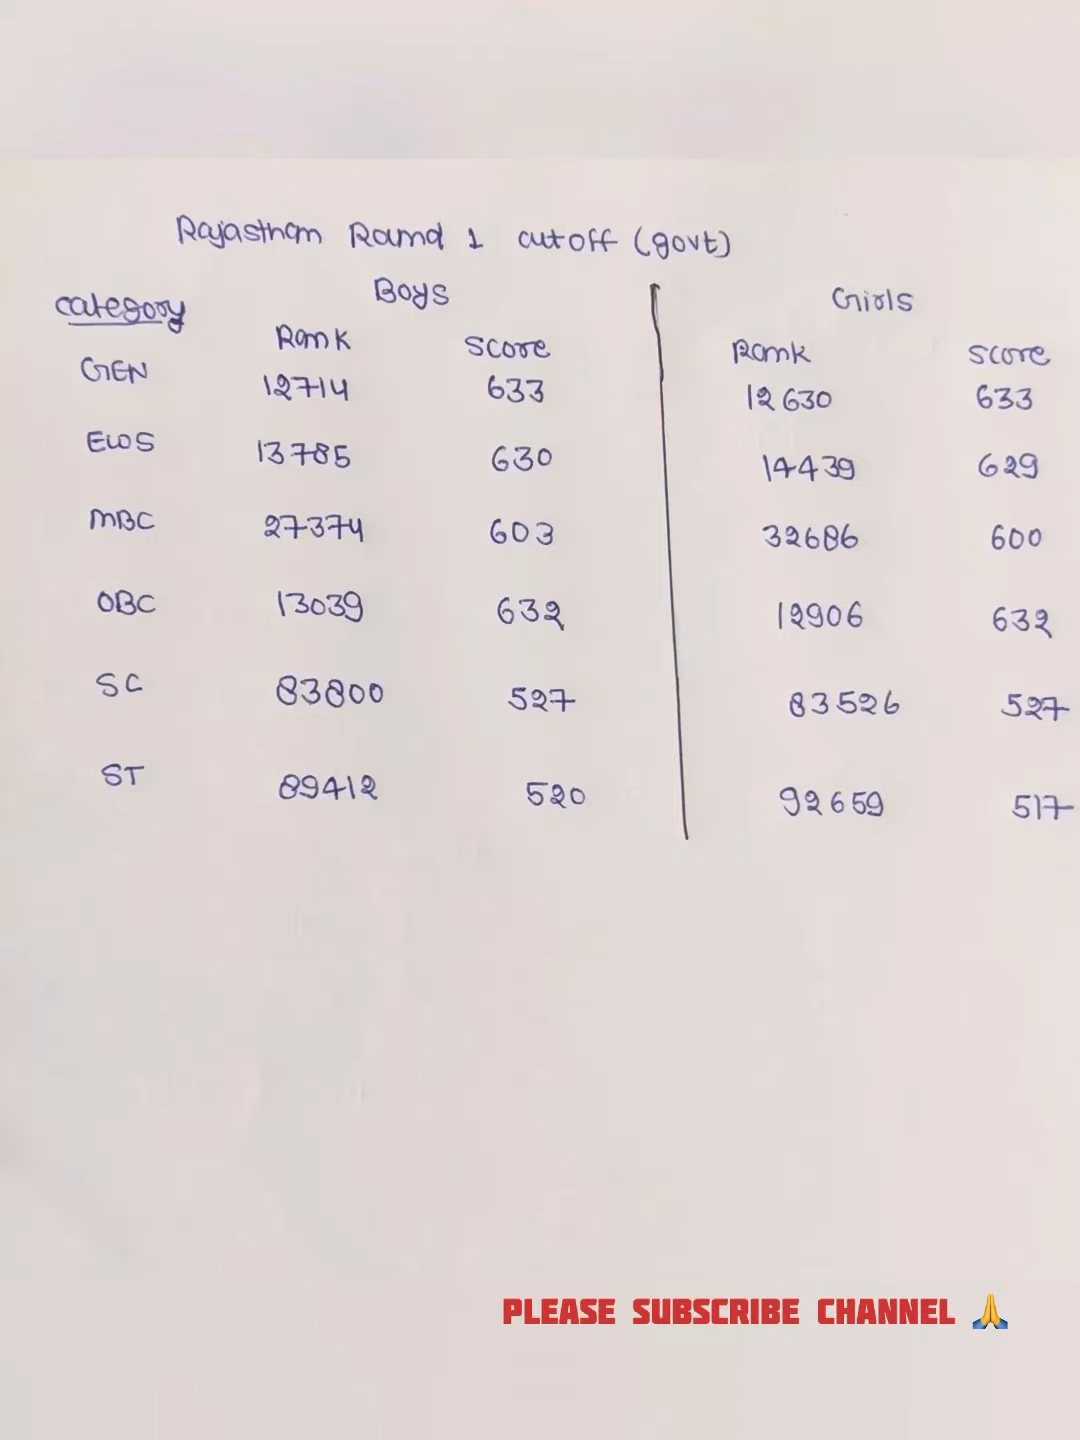 Rajasthan Round 1 cutoff (govt)
Boys Girls
category Rank Score Rank Score
GEN 12714 633 12630 633
EWS 13785 630 14439 629
MBC 27374 603 32686 600
OBC 13039 632 12906 632
SC 83800 527 83526 527
ST 89412 520 92659 517
PLEASE SUBSCRIBE CHANNEL 🙏